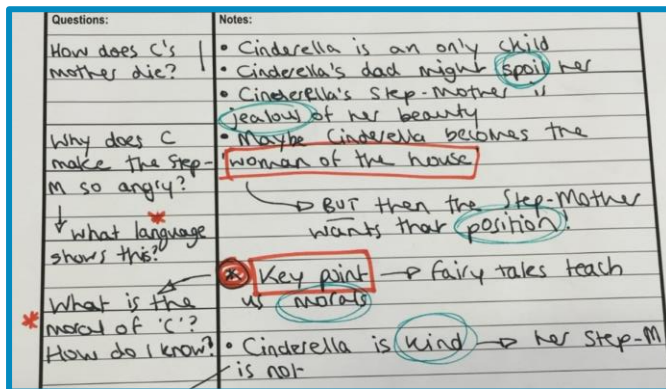 Questions:
How does C's
mother die?
Why does C
make the Step-
M so angry?
↓ what language
shows this?
What is the
moral of 'C'?
How do I know?
Notes:
• Cinderella is an only child
• Cinderella's dad might spoil her
• Cinderella's Step-Mother is
jealous of her beauty
• Maybe Cinderella becomes the
'woman of the house
→ BUT then the Step-Mother
wants that position!
* Key point → fairy tales teach
us morals
• Cinderella is kind → her Step-M
is not